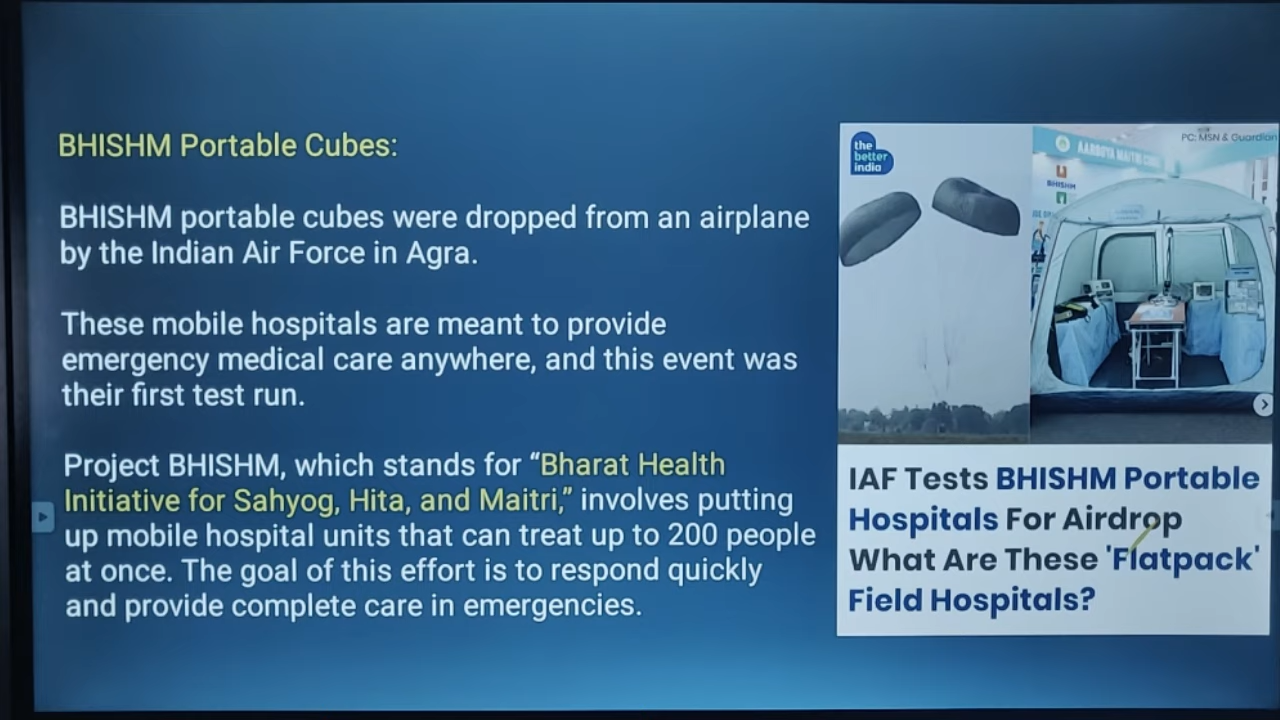 BHISHM Portable Cubes:
BHISHM portable cubes were dropped from an airplane
by the Indian Air Force in Agra.
These mobile hospitals are meant to provide
emergency medical care anywhere, and this event was
their first test run.
Project BHISHM, which stands for “Bharat Health
Initiative for Sahyog, Hita, and Maitri,” involves putting
up mobile hospital units that can treat up to 200 people
at once. The goal of this effort is to respond quickly
and provide complete care in emergencies.
the
better
india
PC: MSN & Guardian
AAROGYA MAITRI CUBE
BHISHM
IAF Tests BHISHM Portable
Hospitals For Airdrop
What Are These 'Flatpack'
Field Hospitals?